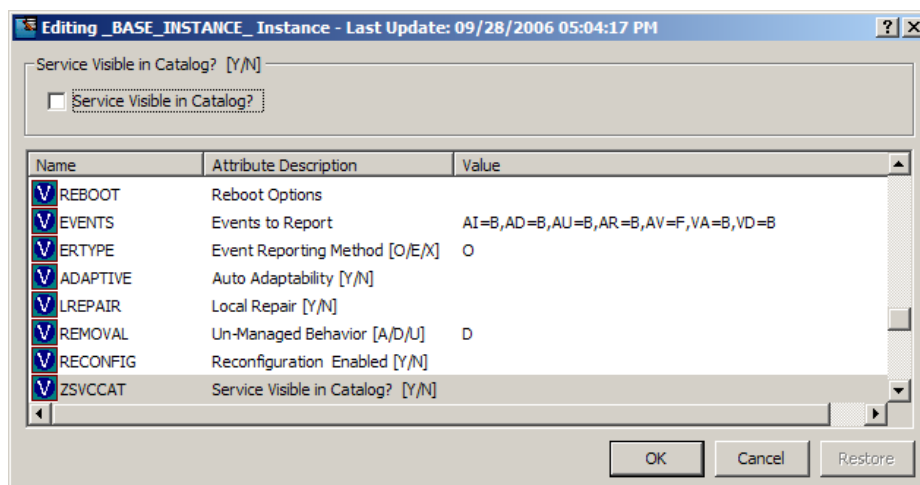 Editing _BASE_INSTANCE_ Instance - Last Update: 09/28/2006 05:04:17 PM
Service Visible in Catalog? [Y/N]
Service Visible in Catalog?
Name Attribute Description Value
V REBOOT Reboot Options
V EVENTS Events to Report AI=B,AD=B,AU=B,AR=B,AV=F,VA=B,VD=B
V ERTYPE Event Reporting Method [O/E/X] O
V ADAPTIVE Auto Adaptability [Y/N]
V LREPAIR Local Repair [Y/N]
V REMOVAL Un-Managed Behavior [A/D/U] D
V RECONFIG Reconfiguration Enabled [Y/N]
V ZSVCCAT Service Visible in Catalog? [Y/N]
OK Cancel Restore